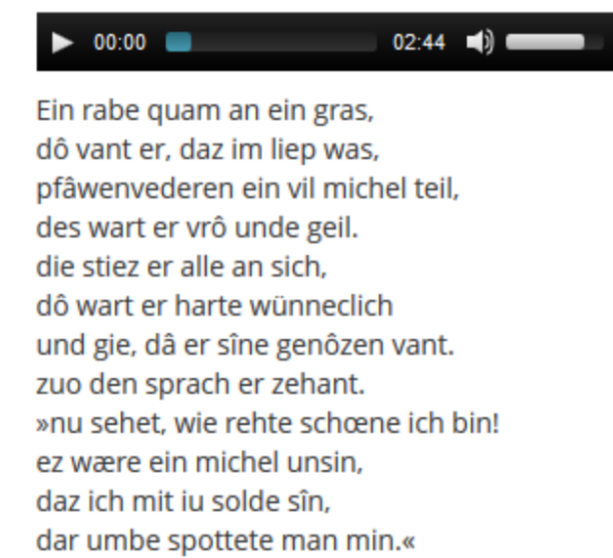 00:00 02:44
Ein rabe quam an ein gras,
dô vant er, daz im liep was,
pfâwenvederen ein vil michel teil,
des wart er vrô unde geil.
die stiez er alle an sich,
dô wart er harte wünneclich
und gie, dâ er sîne genôzen vant.
zuo den sprach er zehant.
»nu sehet, wie rehte schœne ich bin!
ez wære ein michel unsin,
daz ich mit iu solde sîn,
dar umbe spottete man min.«